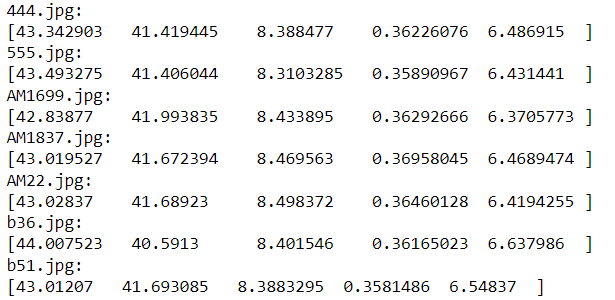 444.jpg:
[43.342903   41.419445    8.388477    0.36226076  6.486915  ]
555.jpg:
[43.493275   41.406044    8.3103285   0.35890967  6.431441  ]
AM1699.jpg:
[42.83877    41.993835    8.433895    0.36292666  6.3705773 ]
AM1837.jpg:
[43.019527   41.672394    8.469563    0.36958045  6.4689474 ]
AM22.jpg:
[43.02837    41.68923     8.498372    0.36460128  6.4194255 ]
b36.jpg:
[44.007523   40.5913      8.401546    0.36165023  6.637986  ]
b51.jpg:
[43.01207   41.693085   8.3883295  0.3581486  6.54837  ]